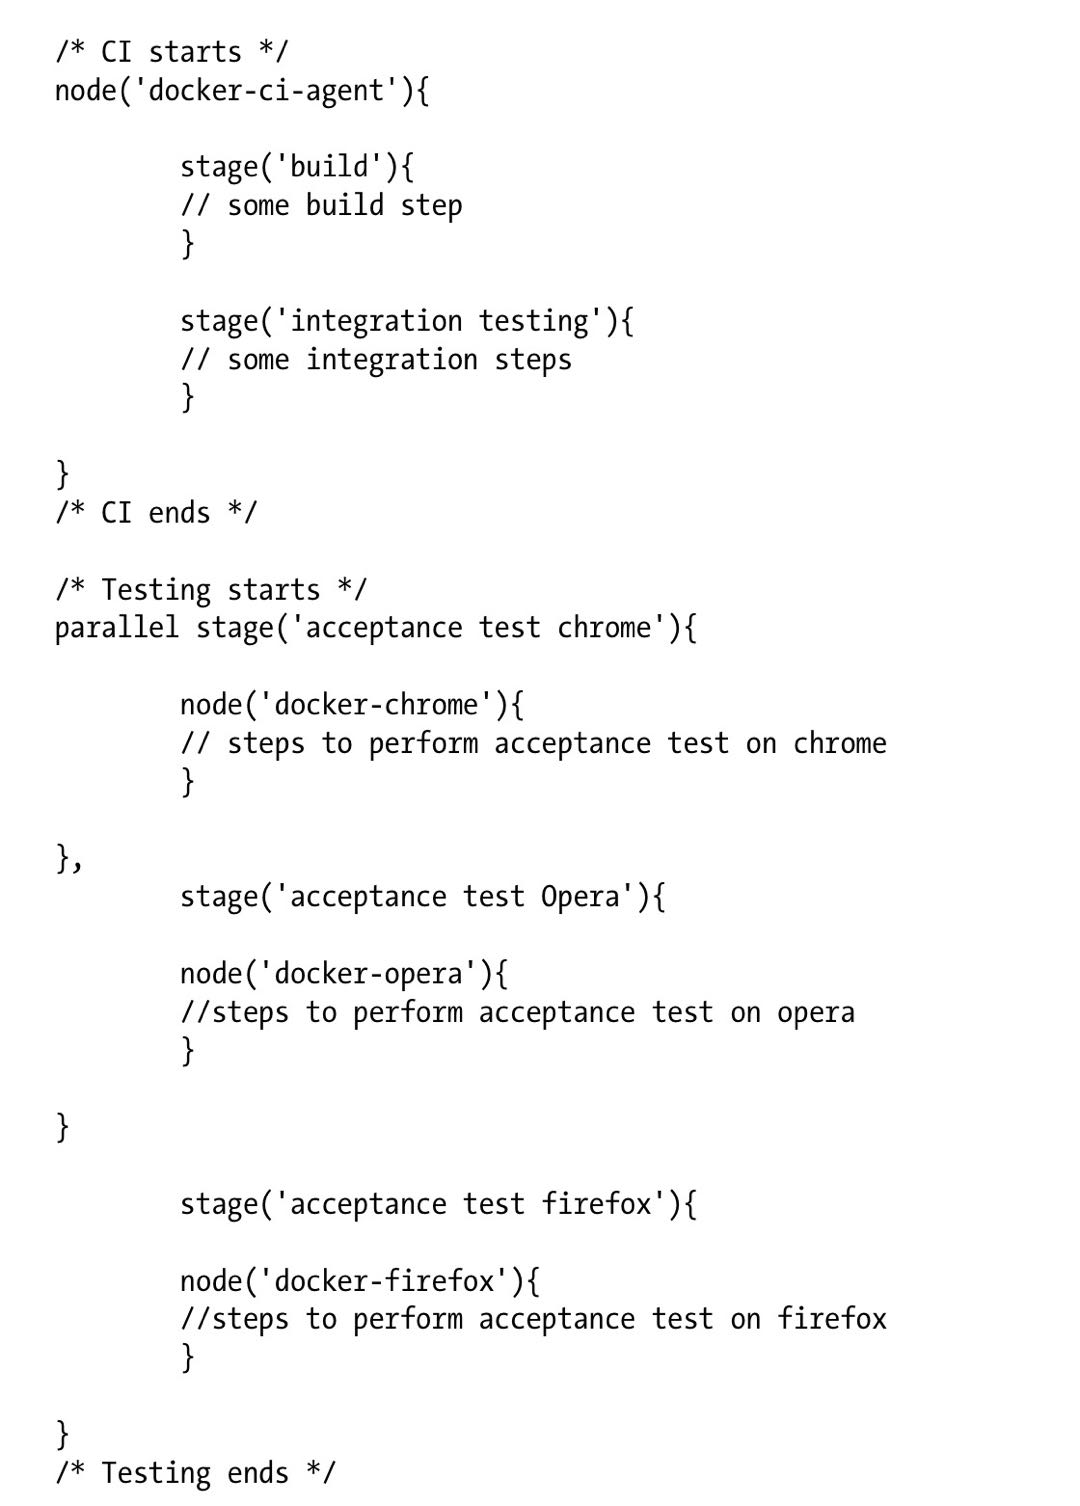 /* CI starts */
node('docker-ci-agent'){
stage('build'){
// some build step
}
stage('integration testing'){
// some integration steps
}
}
/* CI ends */
/* Testing starts */
parallel stage('acceptance test chrome'){
node('docker-chrome'){
// steps to perform acceptance test on chrome
}
},
stage('acceptance test Opera'){
node('docker-opera'){
//steps to perform acceptance test on opera
}
}
stage('acceptance test firefox'){
node('docker-firefox'){
//steps to perform acceptance test on firefox
}
}
/* Testing ends */